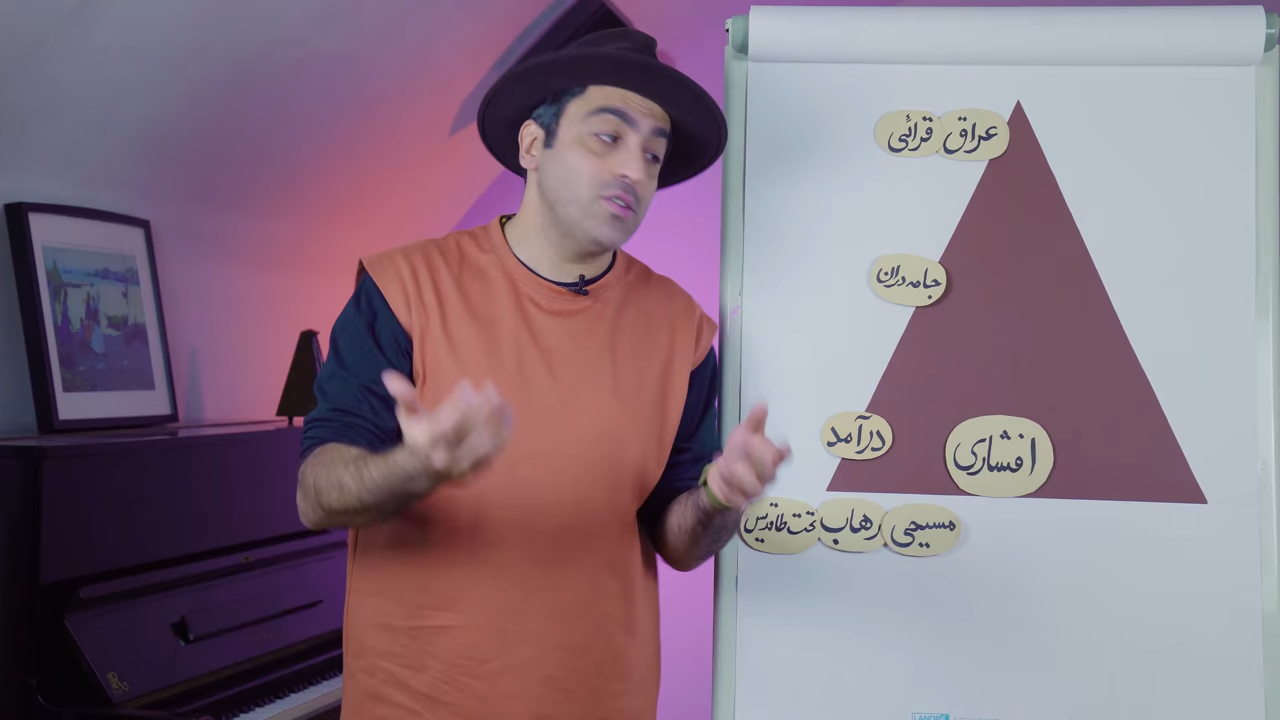 عراق قرائی
جامه دران
درآمد
افشاری
مسیحی رهاب تخت طاقدیس